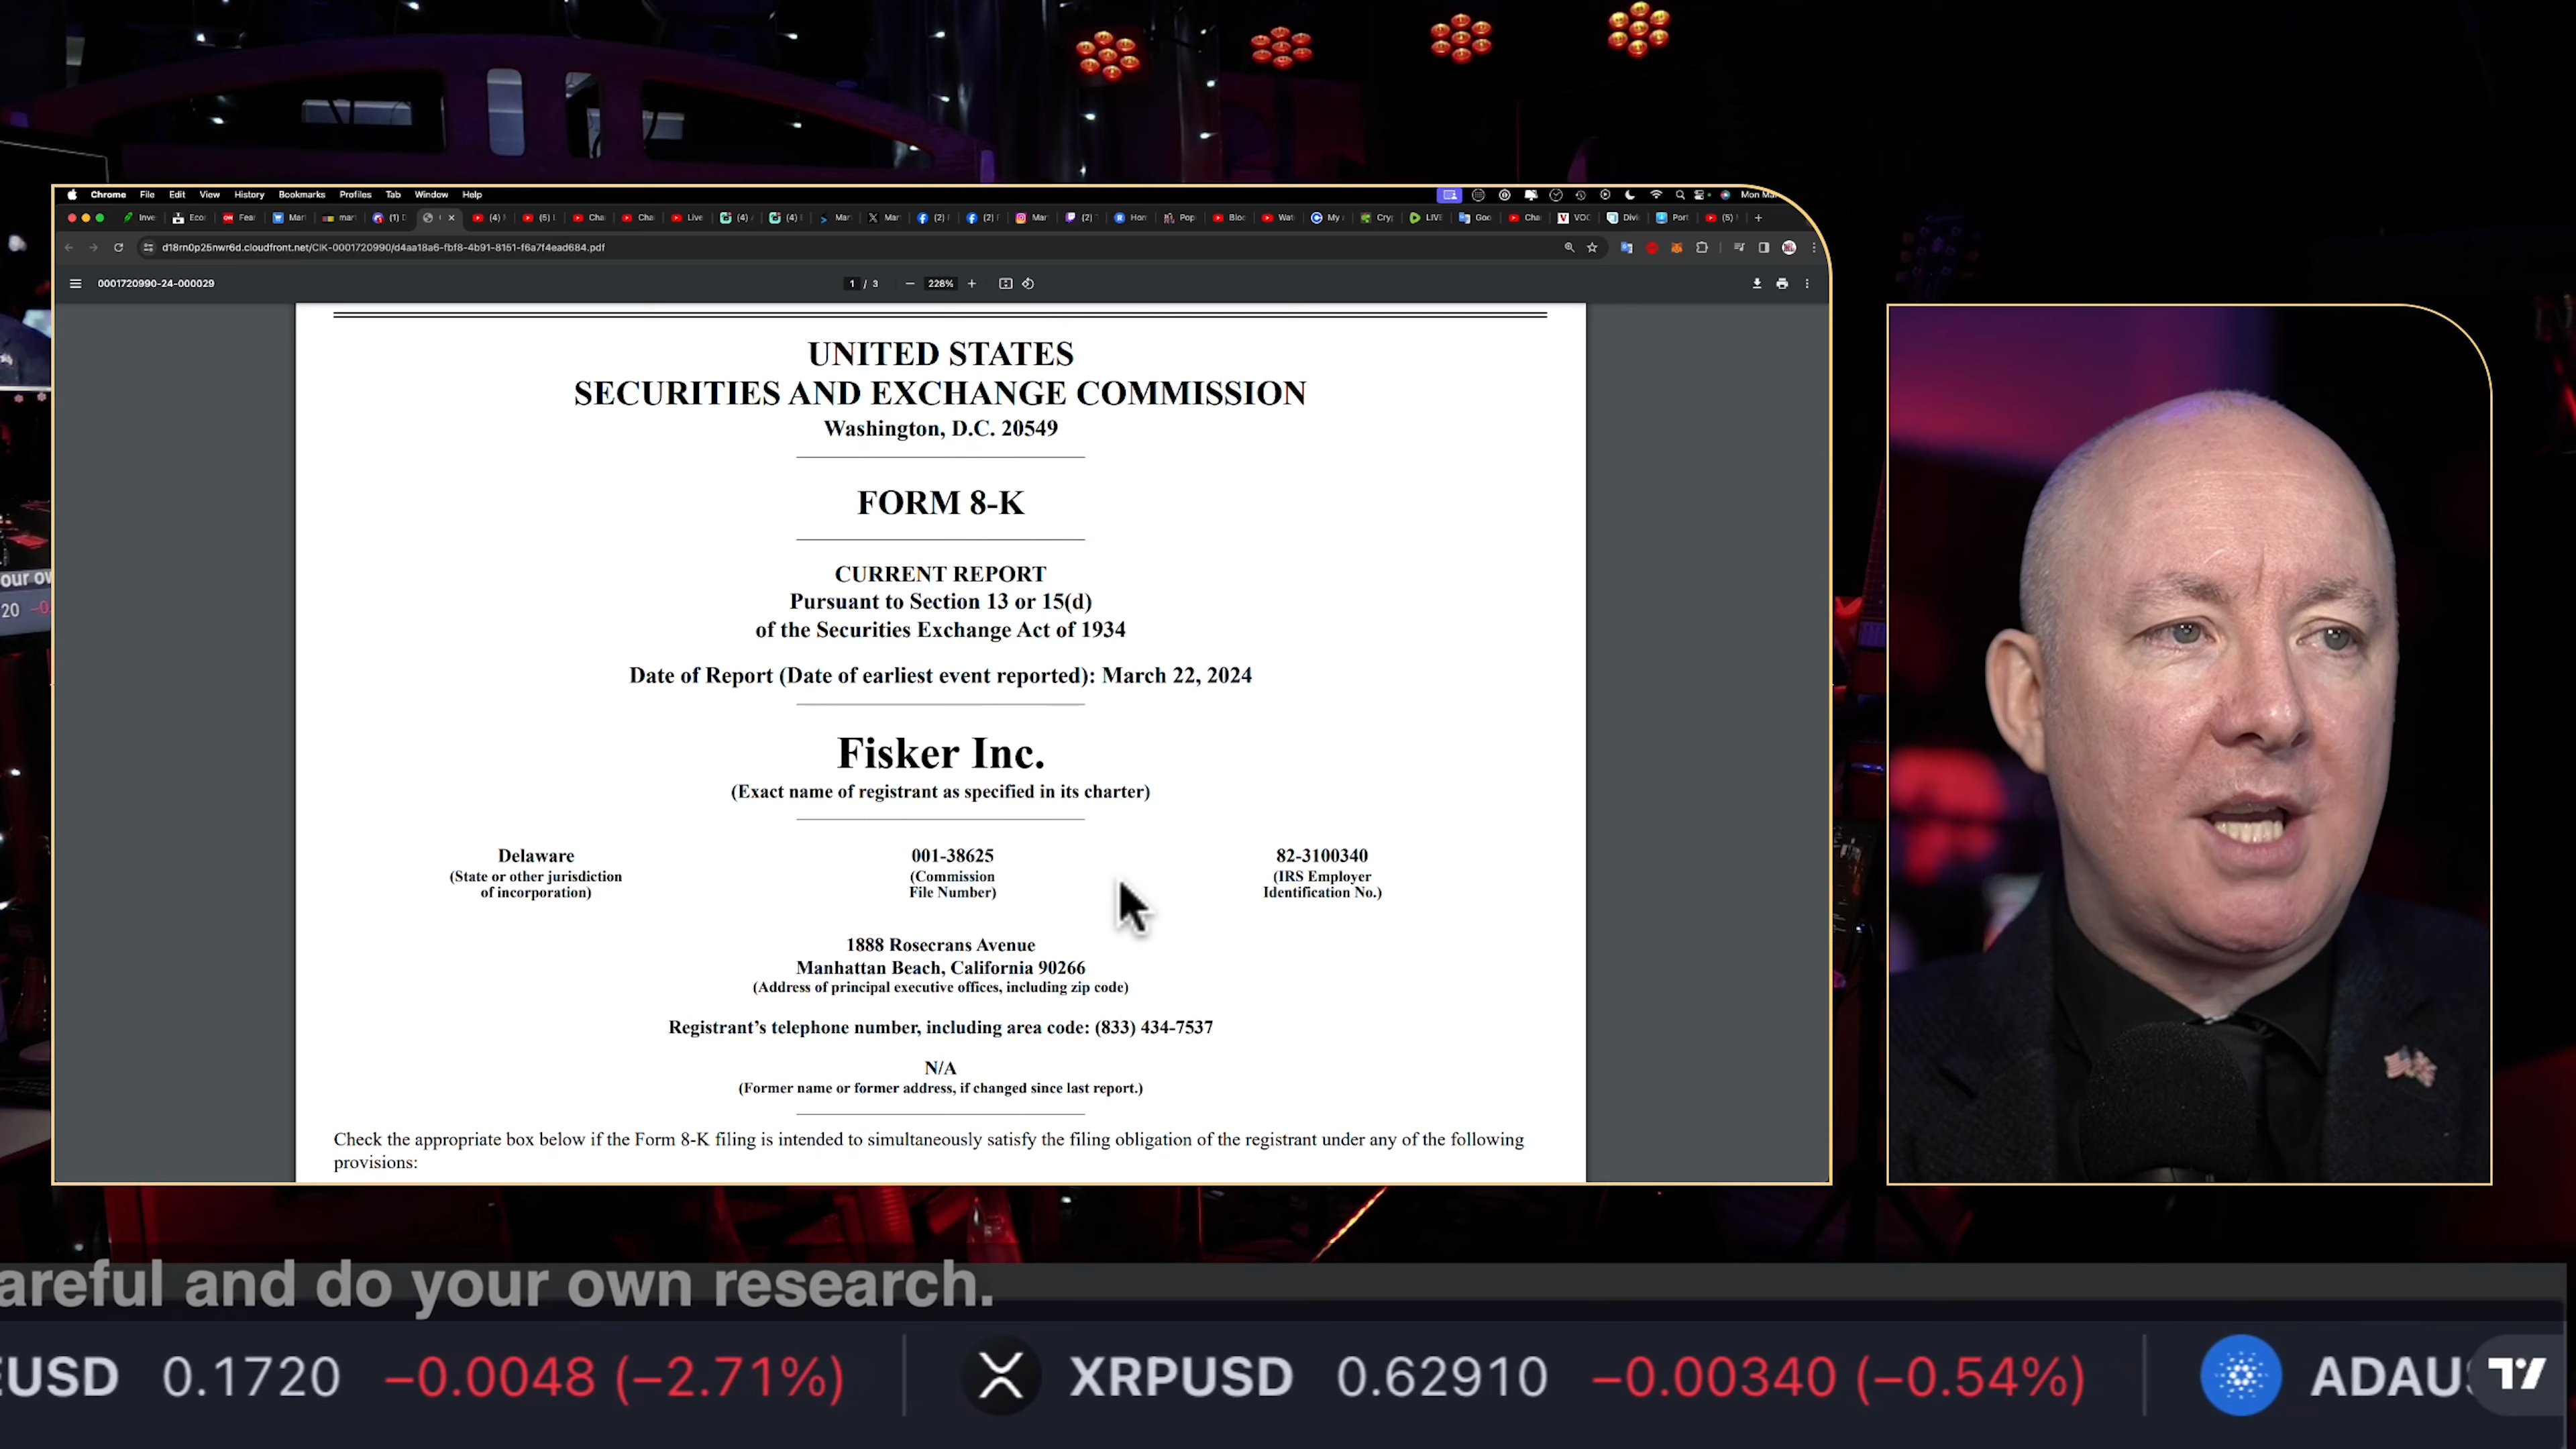 Chrome File Edit View History Bookmarks Profiles Tab Window Help
d18rn0p25nwr6d.cloudfront.net/CIK-0001720990/d4aa18a6-fbf8-4b91-8151-f6a7f4ead684.pdf
0001720990-24-000029
1 / 3
228%
UNITED STATES
SECURITIES AND EXCHANGE COMMISSION
Washington, D.C. 20549
FORM 8-K
CURRENT REPORT
Pursuant to Section 13 or 15(d)
of the Securities Exchange Act of 1934
Date of Report (Date of earliest event reported): March 22, 2024
Fisker Inc.
(Exact name of registrant as specified in its charter)
Delaware 001-38625 82-3100340
(State or other jurisdiction (Commission (IRS Employer
of incorporation) File Number) Identification No.)
1888 Rosecrans Avenue
Manhattan Beach, California 90266
(Address of principal executive offices, including zip code)
Registrant’s telephone number, including area code: (833) 434-7537
N/A
(Former name or former address, if changed since last report.)
Check the appropriate box below if the Form 8-K filing is intended to simultaneously satisfy the filing obligation of the registrant under any of the following
provisions:
areful and do your own research.
EUSD 0.1720 −0.0048 (−2.71%) XRPUSD 0.62910 −0.00340 (−0.54%) ADAUS